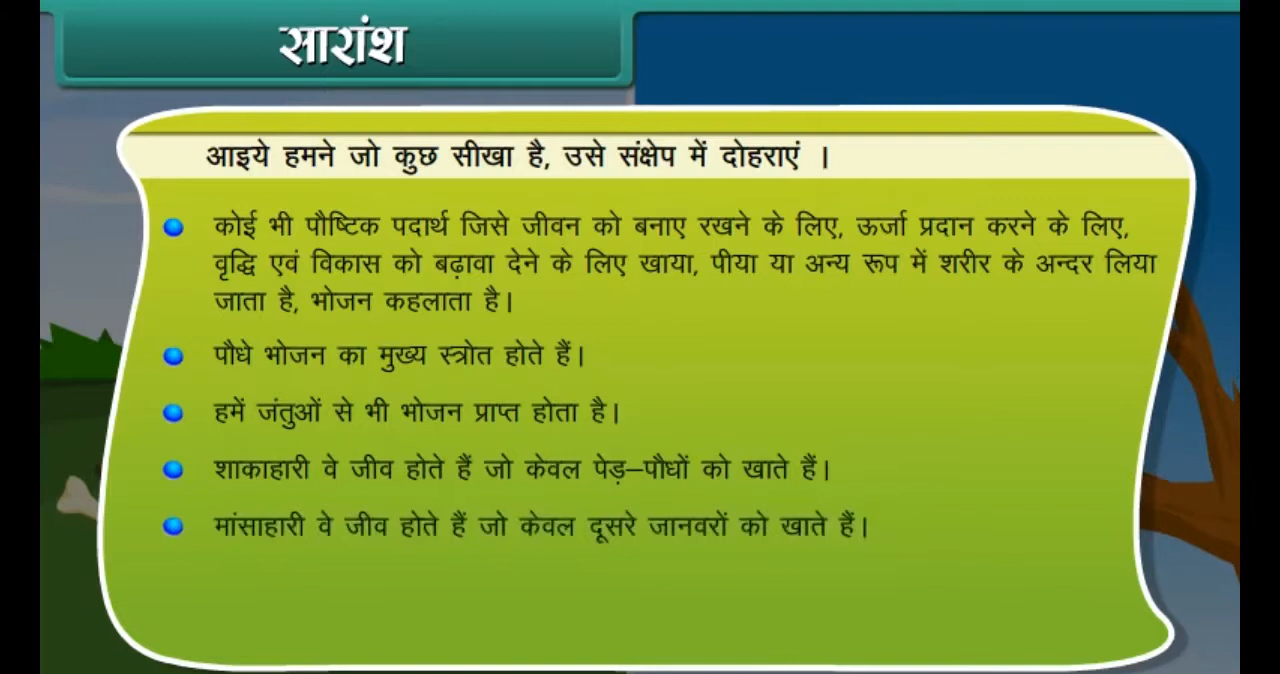 सारांश
आइये हमने जो कुछ सीखा है, उसे संक्षेप में दोहराएं ।
कोई भी पौष्टिक पदार्थ जिसे जीवन को बनाए रखने के लिए, ऊर्जा प्रदान करने के लिए,
वृद्धि एवं विकास को बढ़ावा देने के लिए खाया, पीया या अन्य रूप में शरीर के अन्दर लिया
जाता है, भोजन कहलाता है।
पौधे भोजन का मुख्य स्त्रोत होते हैं।
हमें जंतुओं से भी भोजन प्राप्त होता है।
शाकाहारी वे जीव होते हैं जो केवल पेड़–पौधों को खाते हैं।
मांसाहारी वे जीव होते हैं जो केवल दूसरे जानवरों को खाते हैं।